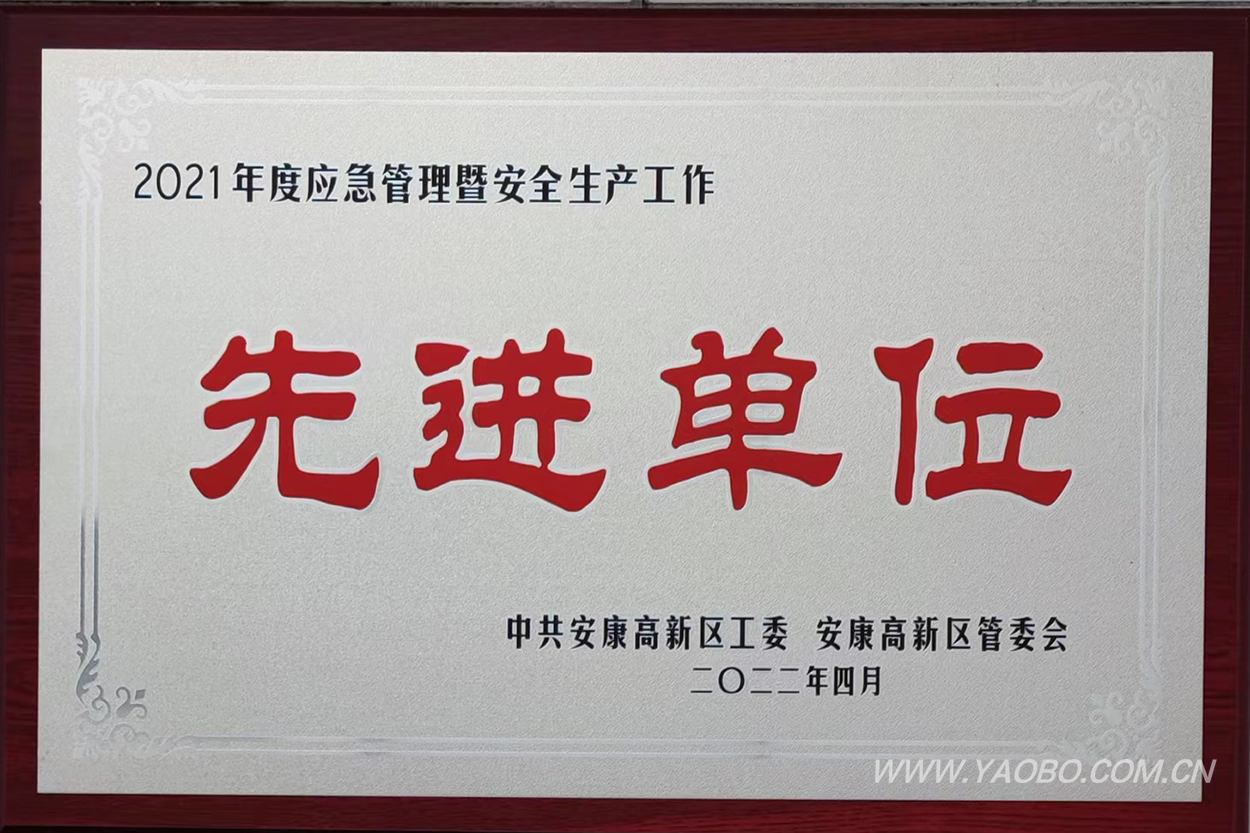 2021年度应急管理暨安全生产工作
先进单位
中共安康高新区工委 安康高新区管委会
二〇二二年四月
WWW.YAOBO.COM.CN